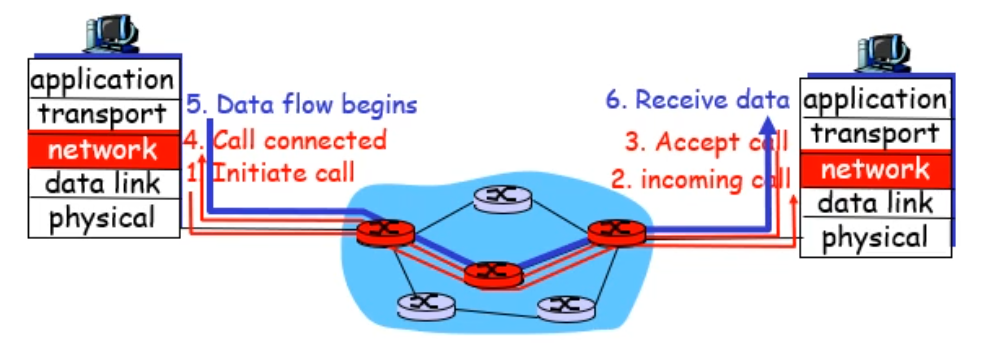 application
transport
network
data link
physical
5. Data flow begins
4. Call connected
1. Initiate call
6. Receive data
3. Accept call
2. incoming call
application
transport
network
data link
physical